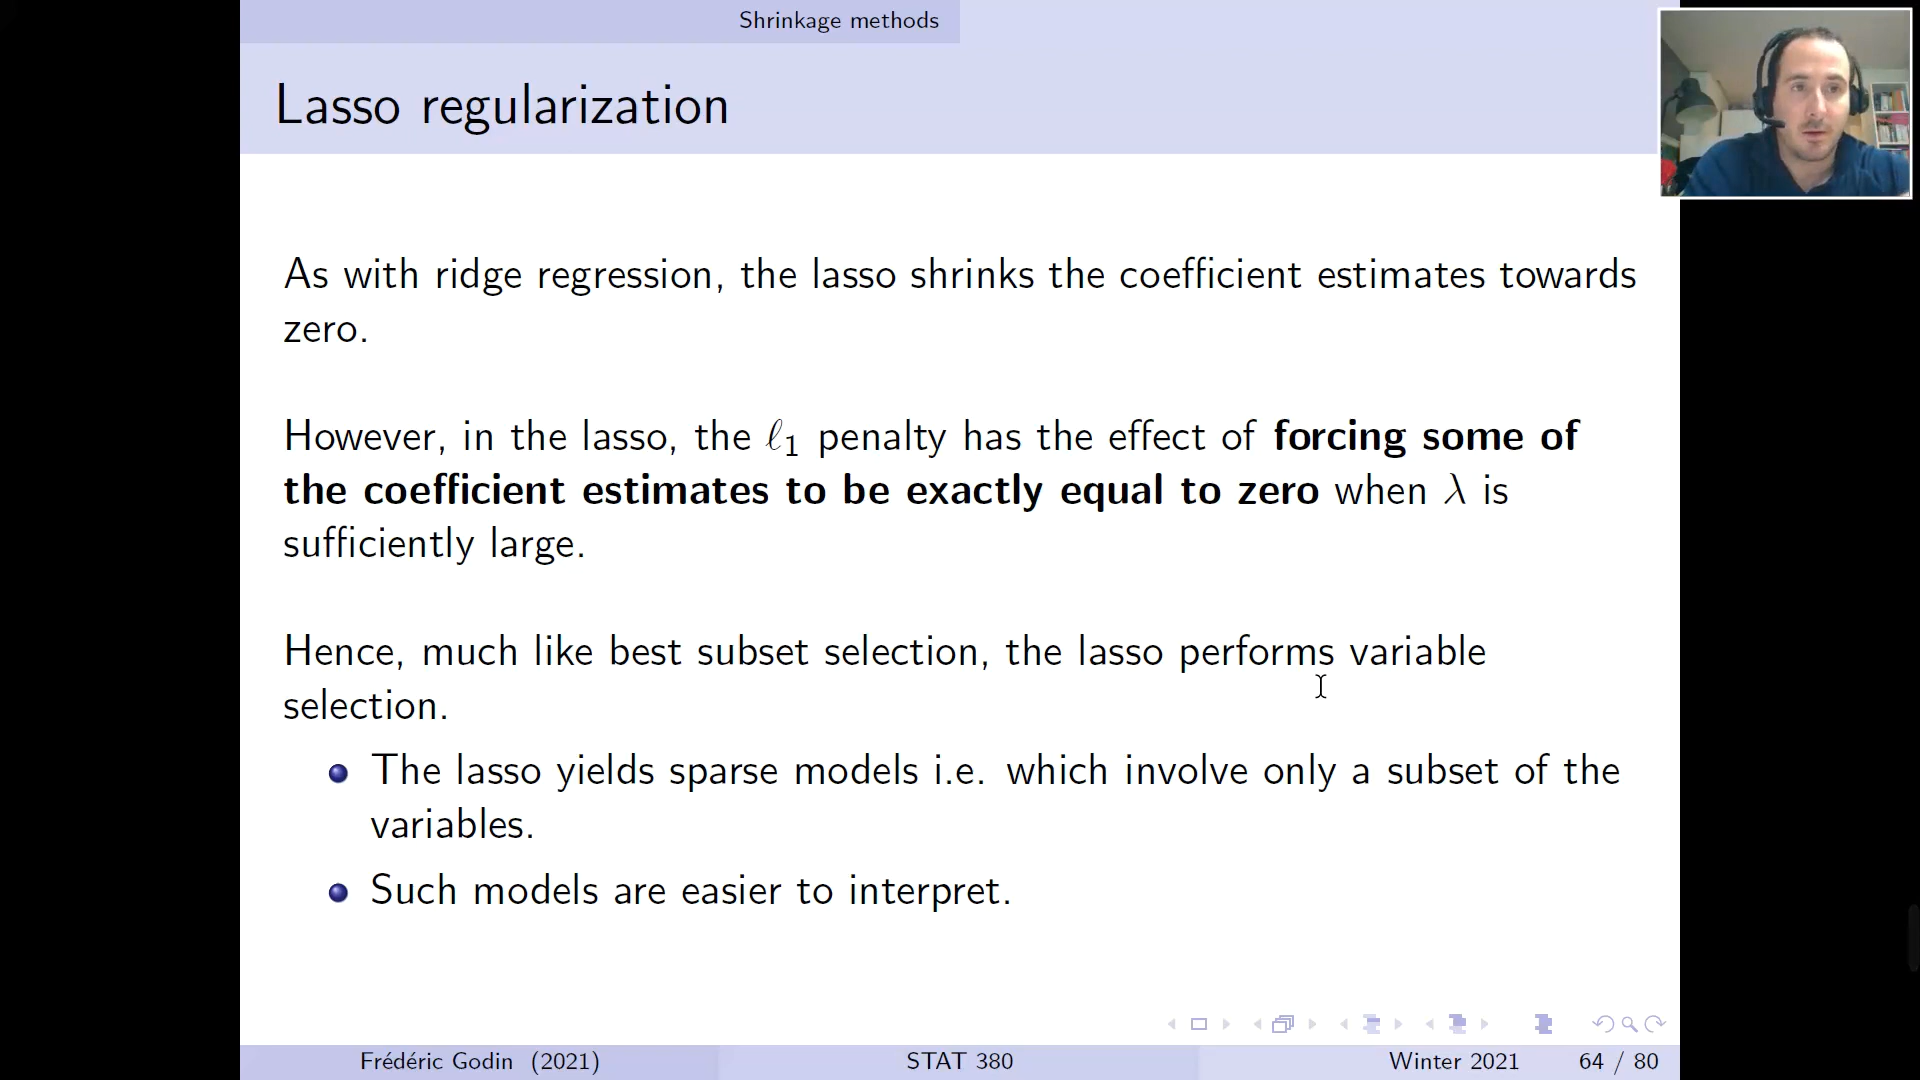 Shrinkage methods
Lasso regularization
As with ridge regression, the lasso shrinks the coefficient estimates towards
zero.
However, in the lasso, the ℓ₁ penalty has the effect of forcing some of
the coefficient estimates to be exactly equal to zero when λ is
sufficiently large.
Hence, much like best subset selection, the lasso performs variable
selection.
The lasso yields sparse models i.e. which involve only a subset of the
variables.
Such models are easier to interpret.
Frédéric Godin (2021) STAT 380 Winter 2021 64 / 80